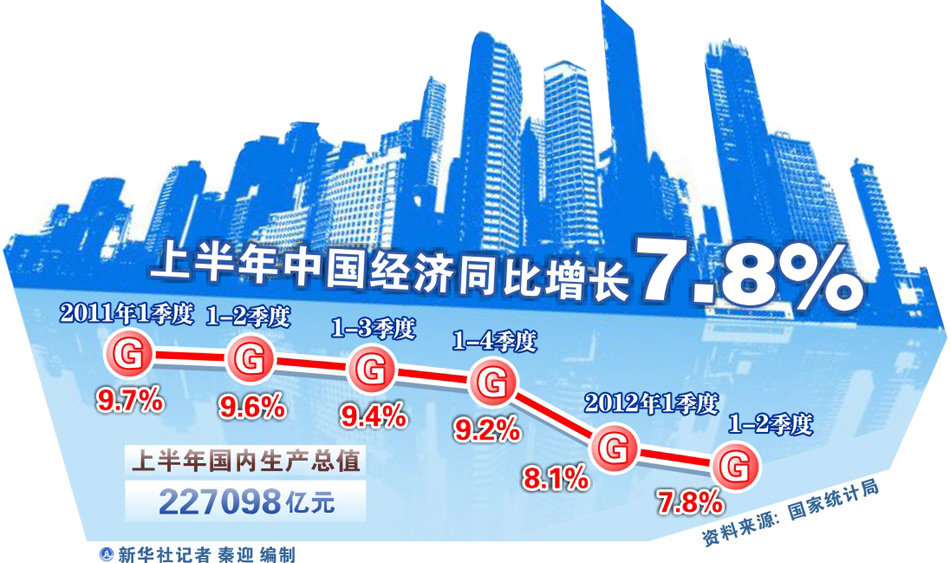 上半年中国经济同比增长7.8%
2011年1季度
1-2季度
1-3季度
1-4季度
2012年1季度
1-2季度
G
G
G
G
G
G
9.7%
9.6%
9.4%
9.2%
8.1%
7.8%
上半年国内生产总值
227098亿元
资料来源：国家统计局
新华社记者 秦迎 编制